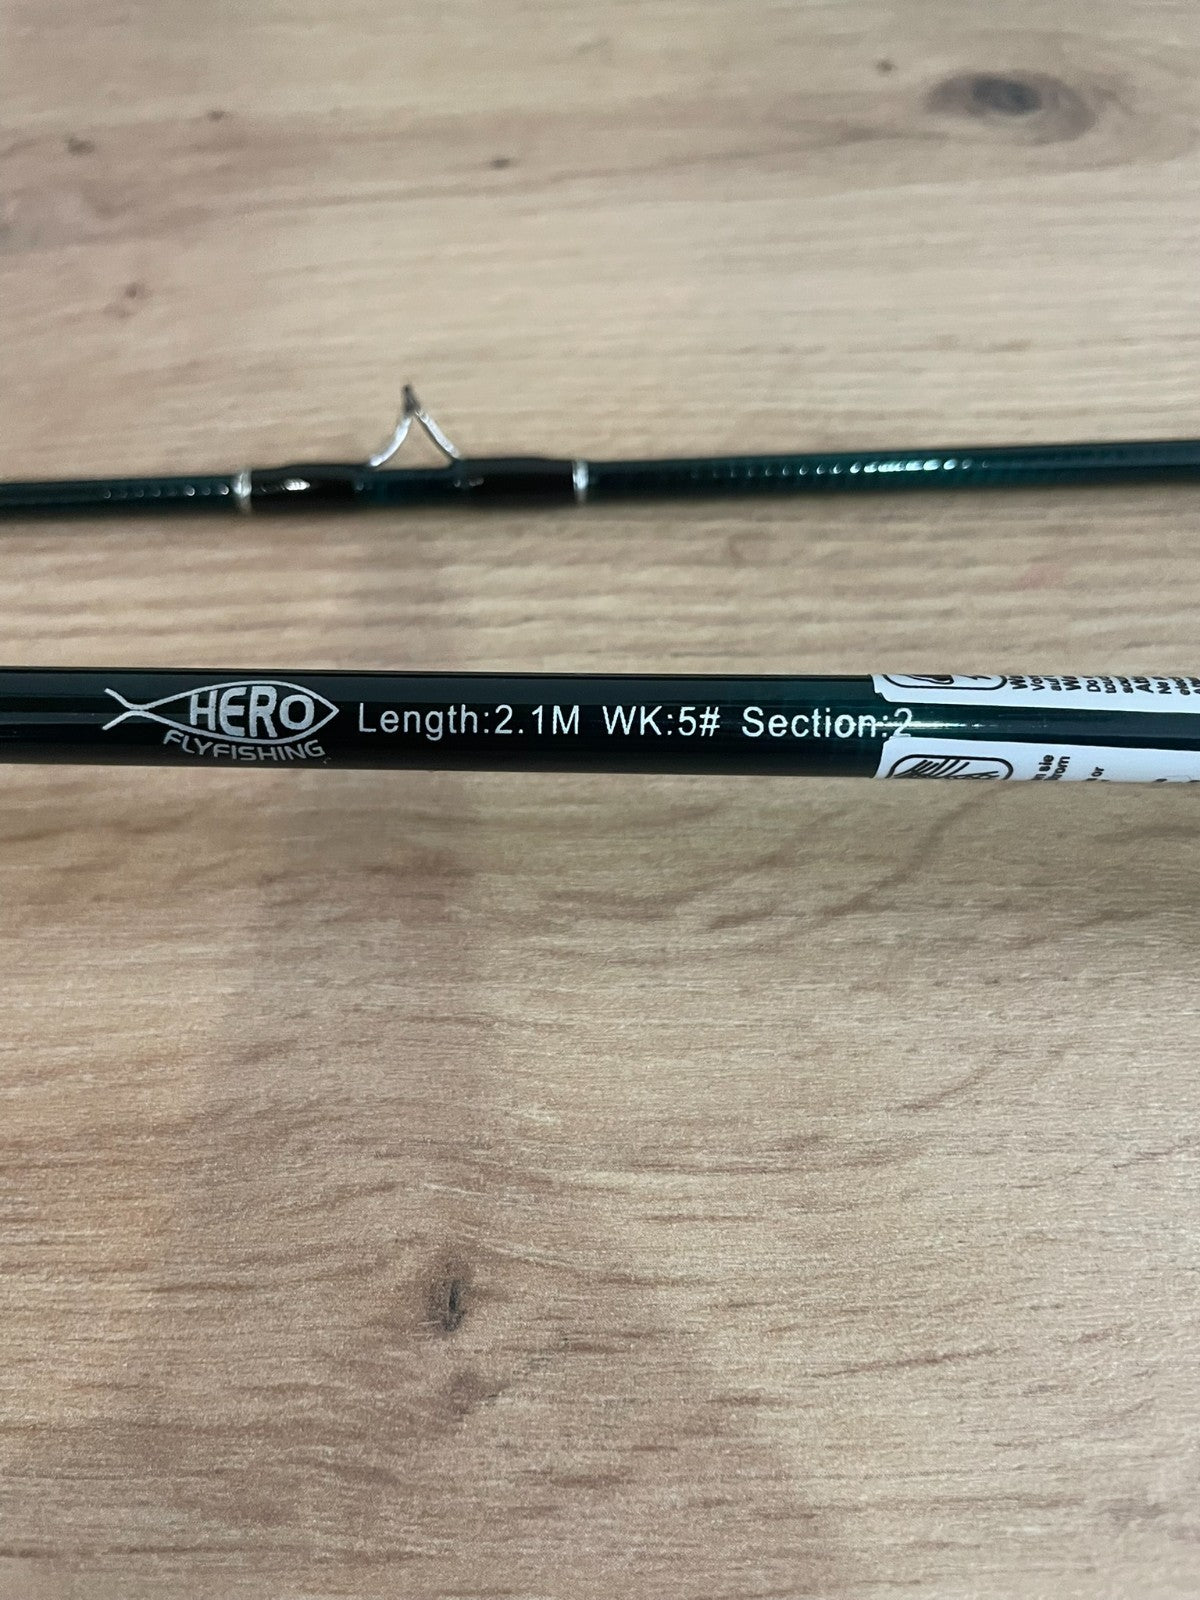 HERO
FLYFISHING
Length:2.1M WK:5# Section:2